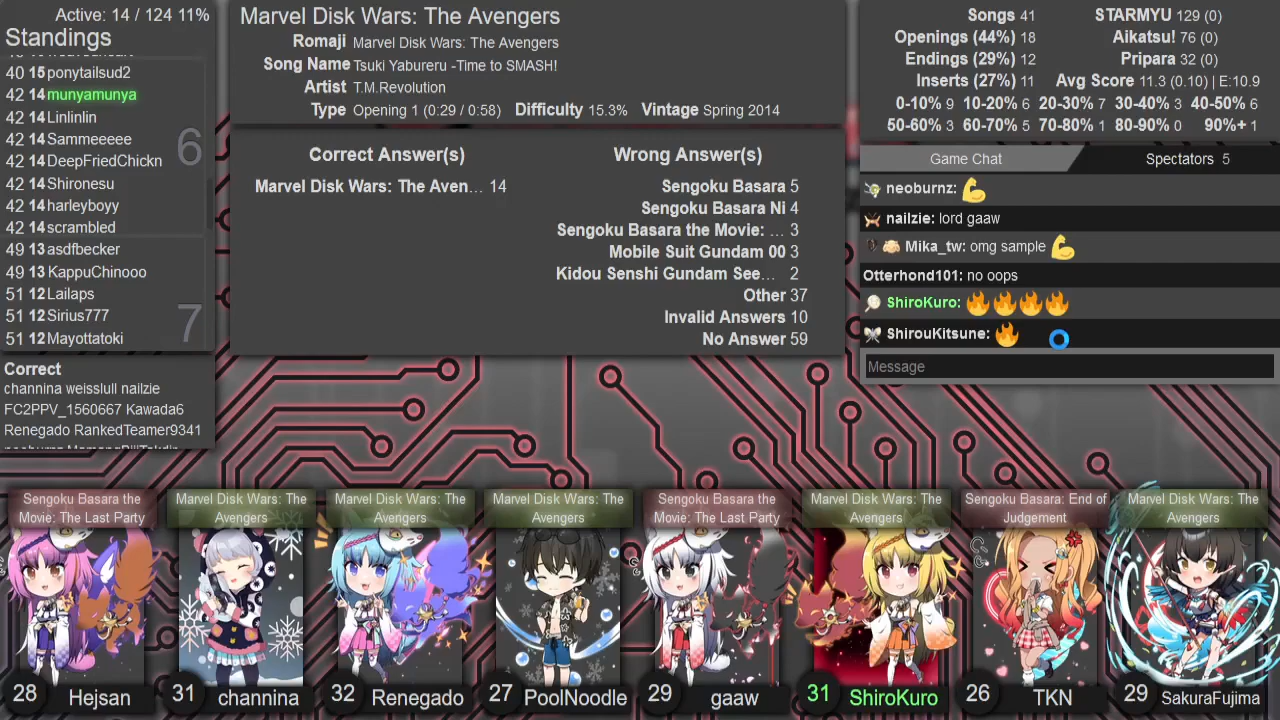 Active: 14 / 124 11%
Standings
40 15 ponytailsud2
42 14 munyamunya
42 14 Linlinlin
42 14 Sammeeeee
42 14 DeepFriedChickn
42 14 Shironesu
42 14 harleyboyy
42 14 scrambled
6
49 13 asdfbecker
49 13 KappuChinooo
51 12 Lailaps
51 12 Sirius777
51 12 Mayottatoki
7
Correct
channina weisslull nailzie
FC2PPV_1560667 Kawada6
Renegado RankedTeamer9341
Marvel Disk Wars: The Avengers
Romaji Marvel Disk Wars: The Avengers
Song Name Tsuki Yabureru -Time to SMASH!
Artist T.M.Revolution
Type Opening 1 (0:29 / 0:58) Difficulty 15.3% Vintage Spring 2014
Correct Answer(s)
Marvel Disk Wars: The Aven... 14
Wrong Answer(s)
Sengoku Basara 5
Sengoku Basara Ni 4
Sengoku Basara the Movie: ... 3
Mobile Suit Gundam 00 3
Kidou Senshi Gundam See... 2
Other 37
Invalid Answers 10
No Answer 59
Songs 41 STARMYU 129 (0)
Openings (44%) 18 Aikatsu! 76 (0)
Endings (29%) 12 Pripara 32 (0)
Inserts (27%) 11 Avg Score 11.3 (0.10) | E:10.9
0-10% 9 10-20% 6 20-30% 7 30-40% 3 40-50% 6
50-60% 3 60-70% 5 70-80% 1 80-90% 0 90%+ 1
Game Chat Spectators 5
neoburnz: 💪
nailzie: lord gaaw
Mika_tw: omg sample 💪
Otterhond101: no oops
ShiroKuro: 🔥🔥🔥🔥
ShirouKitsune: 🔥
Message
Sengoku Basara the
Movie: The Last Party
28 Hejsan
Marvel Disk Wars: The
Avengers
31 channina
Marvel Disk Wars: The
Avengers
32 Renegado
Marvel Disk Wars: The
Avengers
27 PoolNoodle
Sengoku Basara the
Movie: The Last Party
29 gaaw
Marvel Disk Wars: The
Avengers
31 ShiroKuro
Sengoku Basara: End of
Judgement
26 TKN
Marvel Disk Wars: The
Avengers
29 SakuraFujima